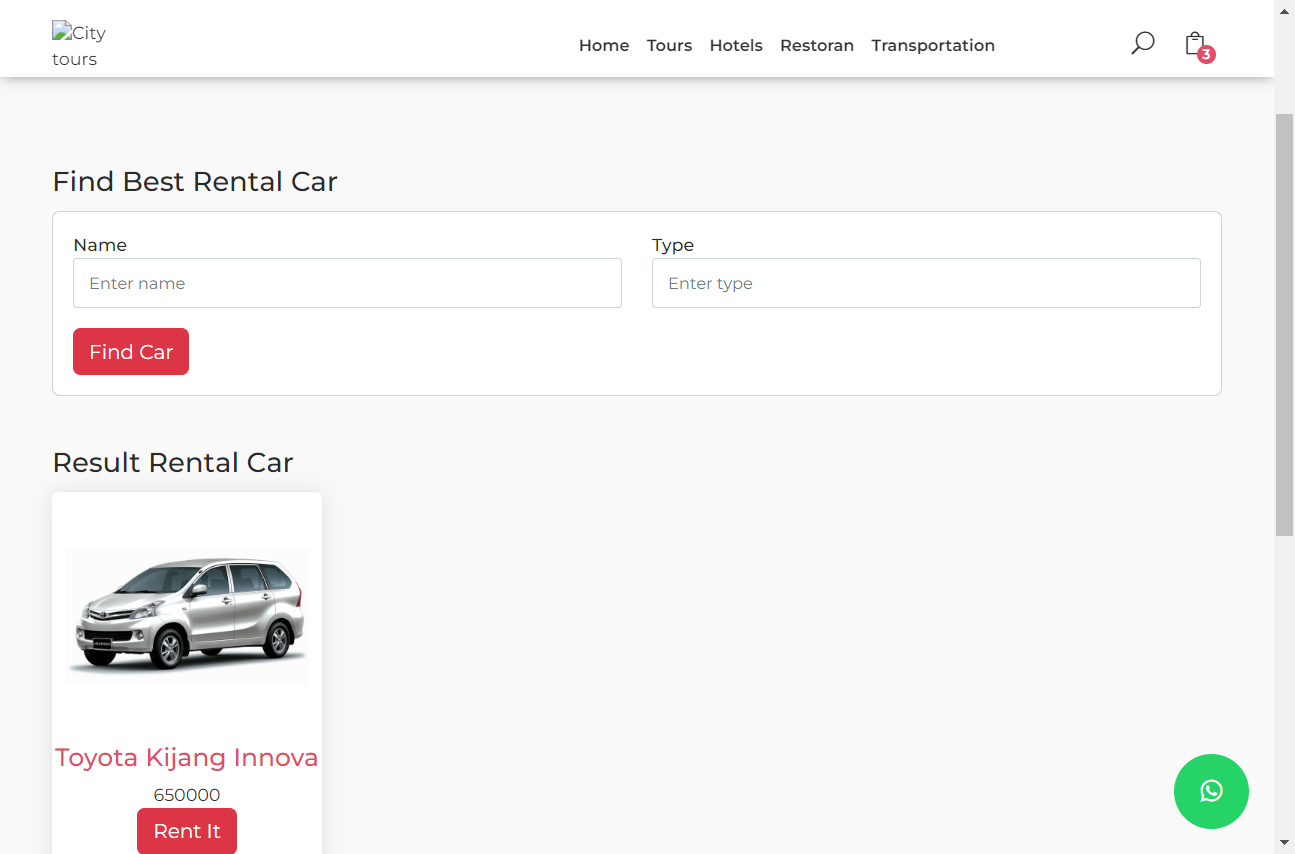 City
tours
Home Tours Hotels Restoran Transportation
3
Find Best Rental Car
Name Type
Enter name Enter type
Find Car
Result Rental Car
Toyota Kijang Innova
650000
Rent It